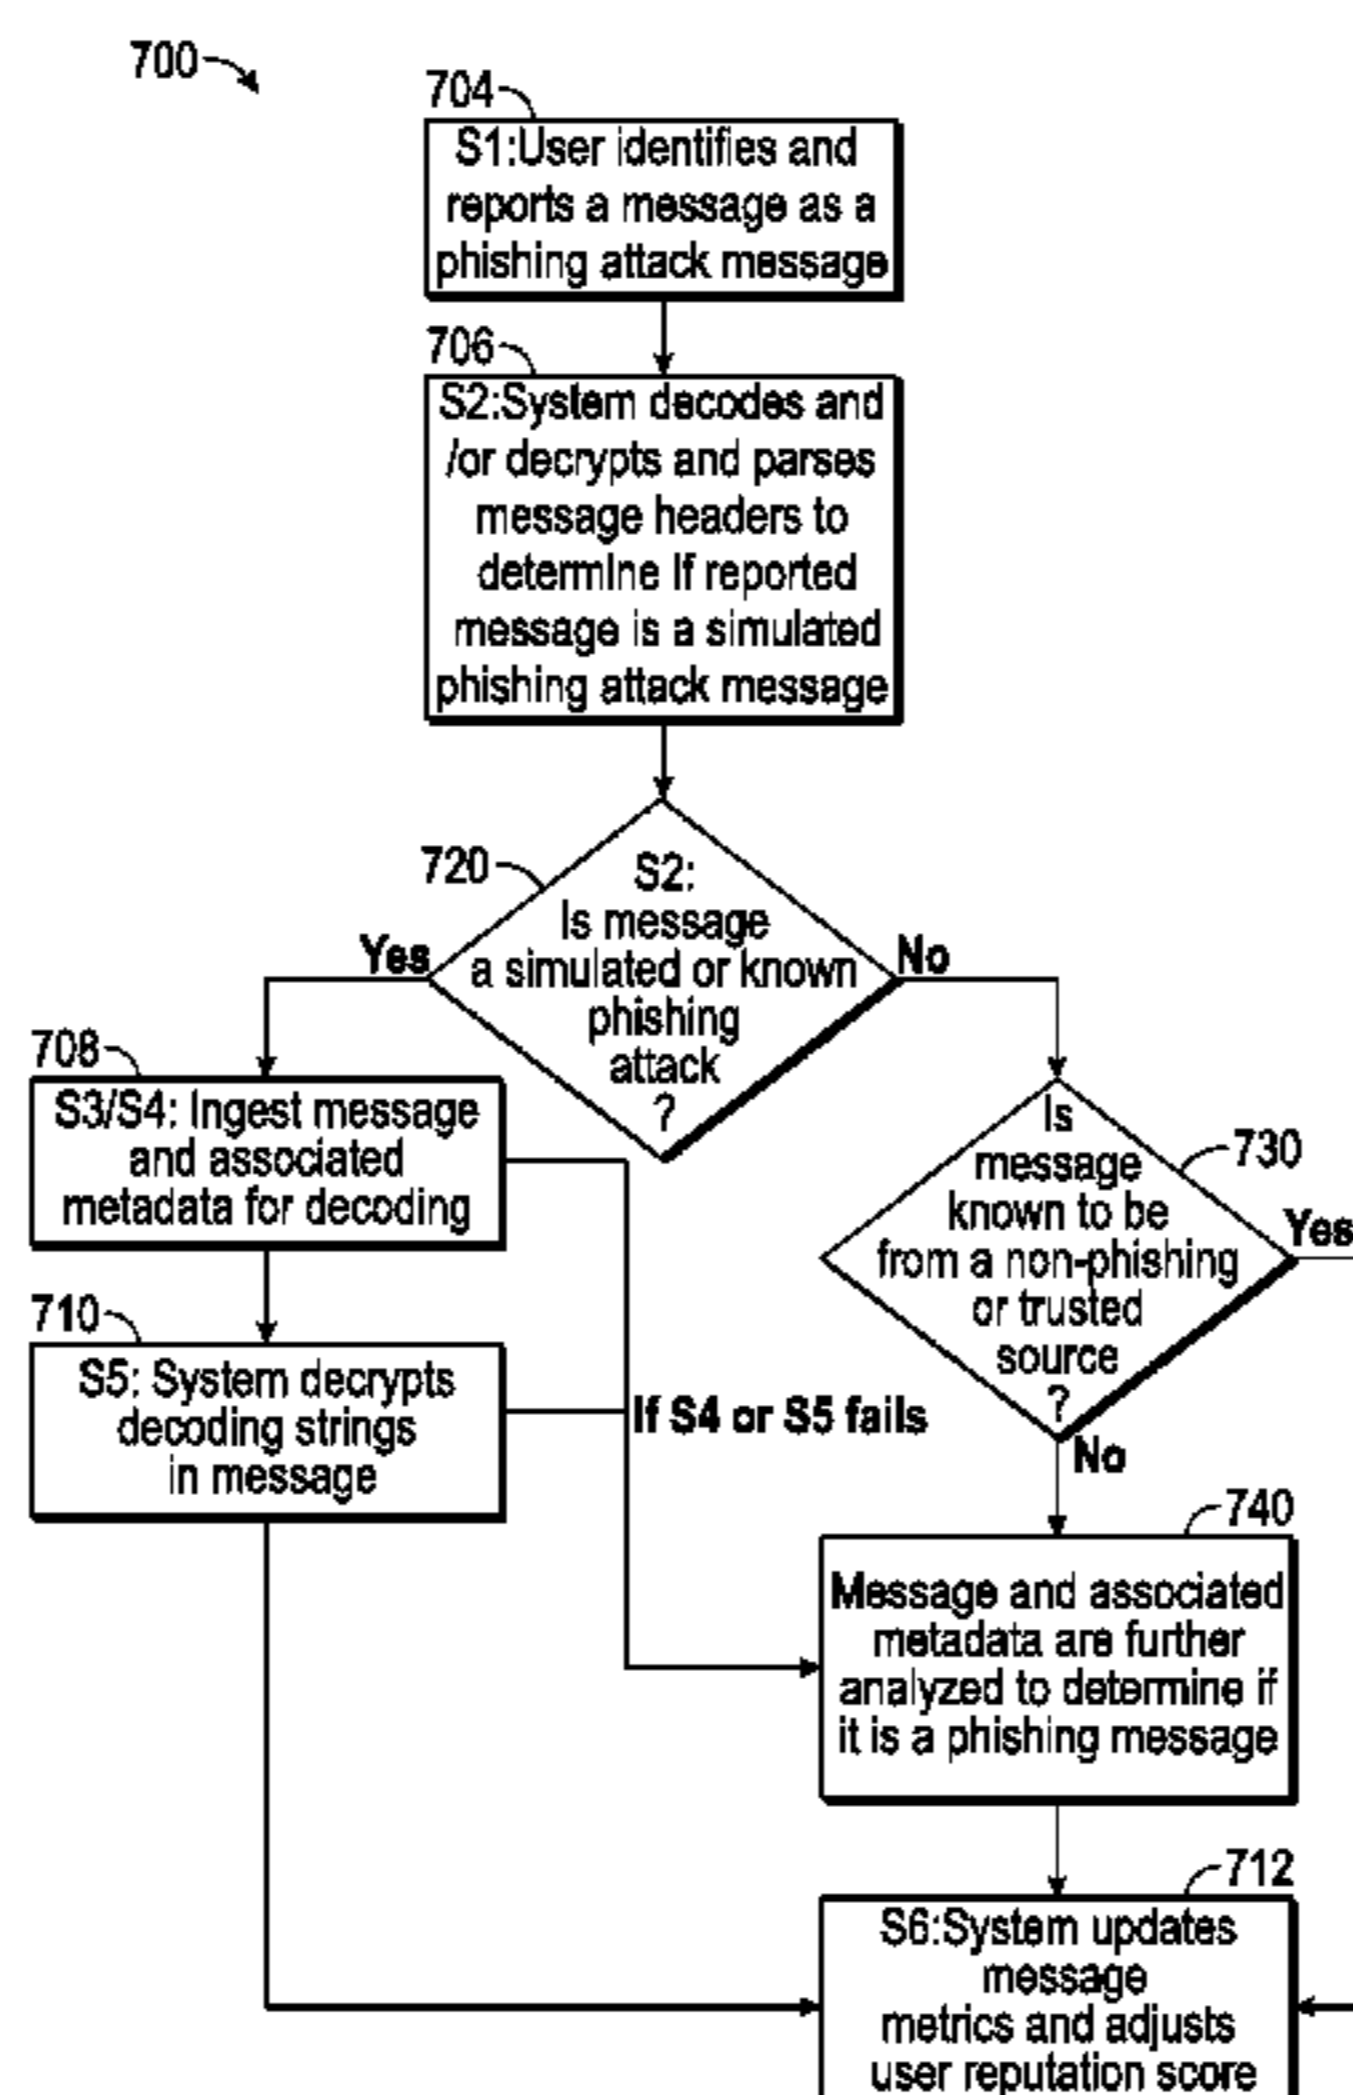 700
704
S1:User identifies and
reports a message as a
phishing attack message
706
S2:System decodes and
/or decrypts and parses
message headers to
determine if reported
message is a simulated
phishing attack message
720
S2:
Is message
a simulated or known
phishing
attack
?
Yes
No
708
S3/S4: Ingest message
and associated
metadata for decoding
730
Is
message
known to be
from a non-phishing
or trusted
source
?
Yes
No
710
S5: System decrypts
decoding strings
in message
If S4 or S5 fails
740
Message and associated
metadata are further
analyzed to determine if
it is a phishing message
712
S6:System updates
message
metrics and adjusts
user reputation score